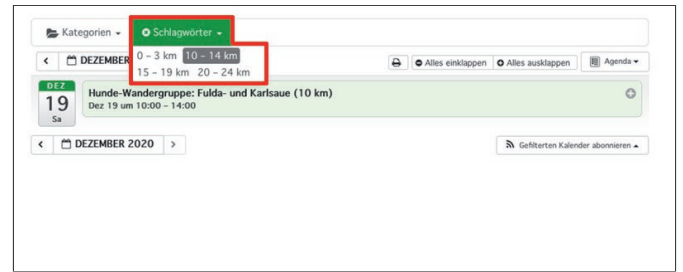 Kategorien Schlagwörter
0 – 3 km 10 – 14 km
15 – 19 km 20 – 24 km
DEZEMBER
Alles einklappen Alles ausklappen Agenda
DEZ
19
Sa
Hunde-Wandergruppe: Fulda- und Karlsaue (10 km)
Dez 19 um 10:00 – 14:00
DEZEMBER 2020
Gefilterten Kalender abonnieren